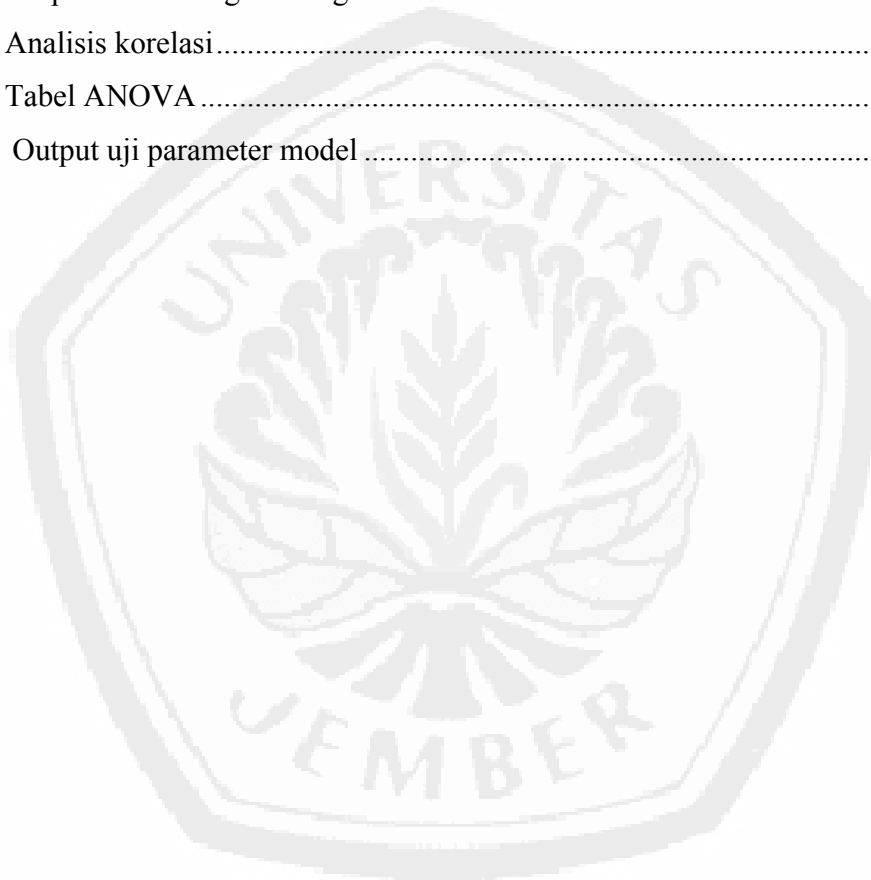 Analisis korelasi...................................................................................
Tabel ANOVA.....................................................................................
Output uji parameter model.................................................................
UNIVERSITAS
JEMBER